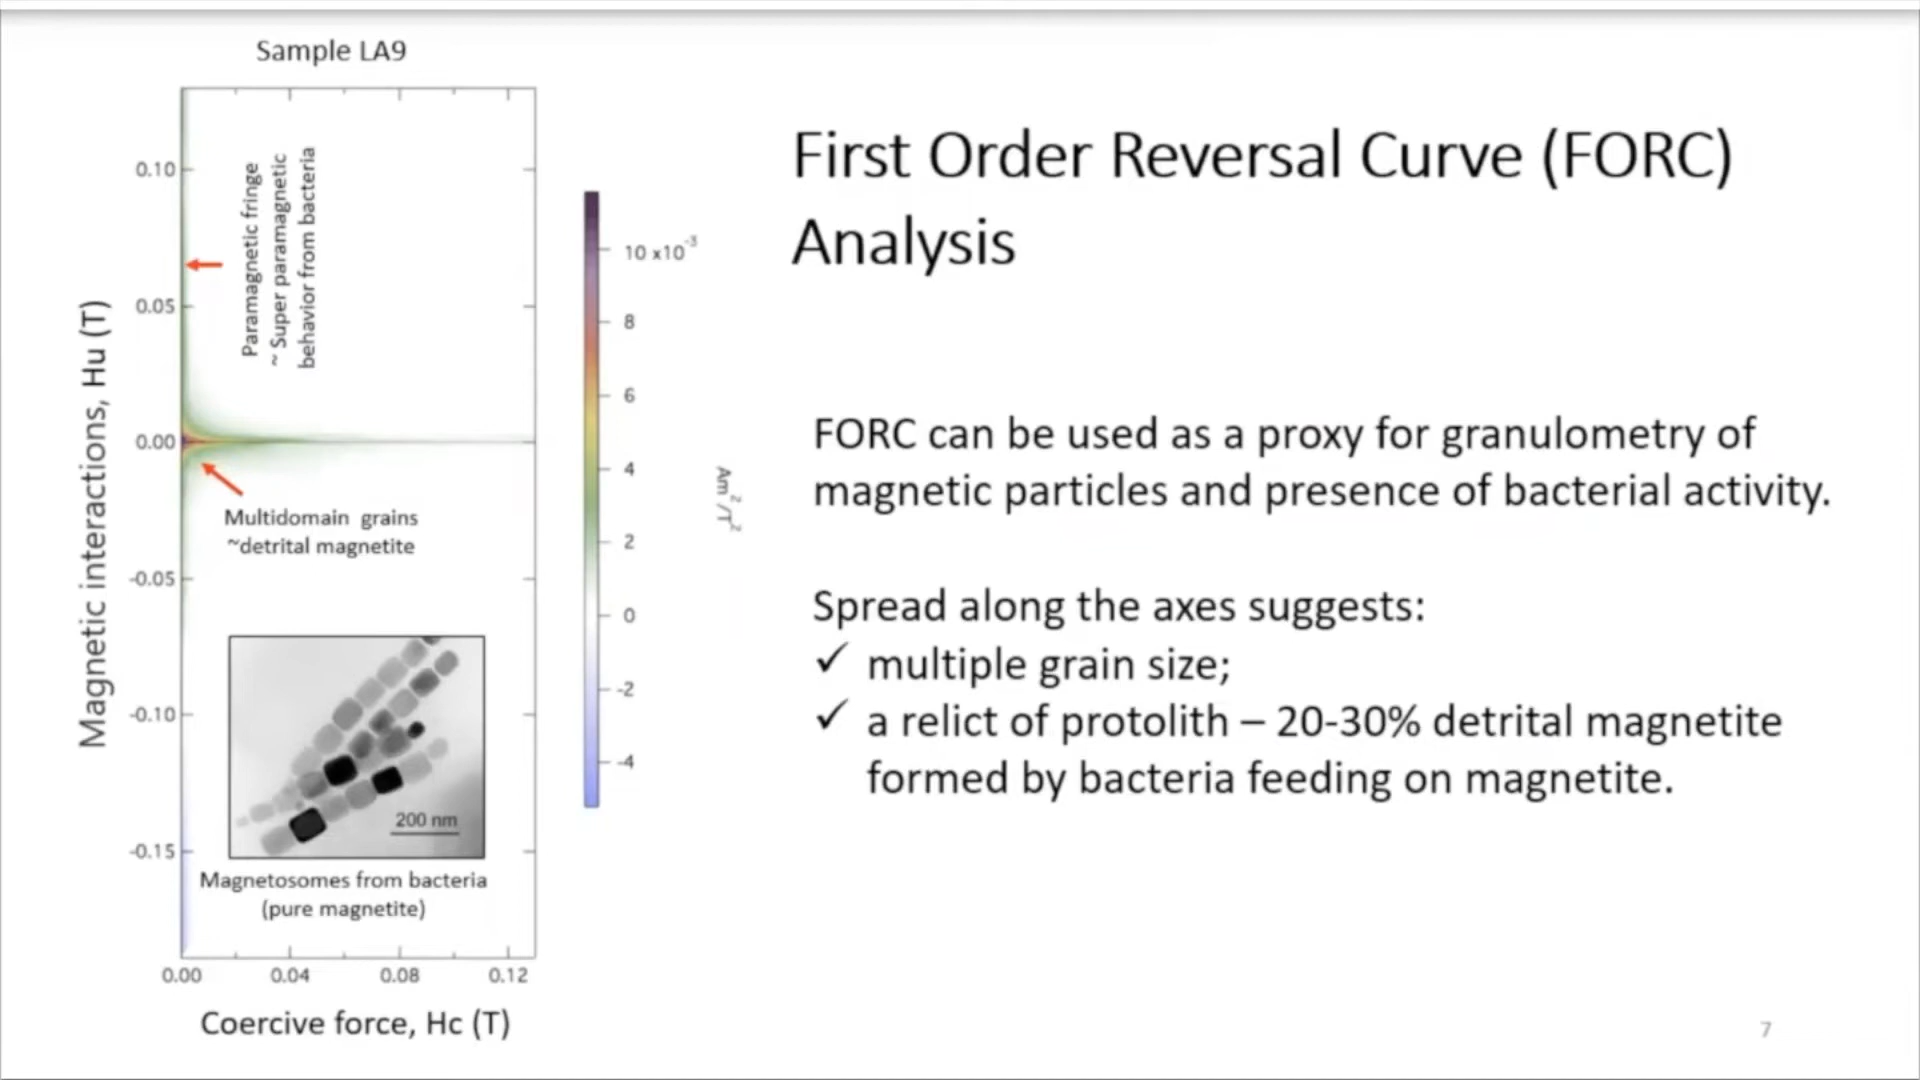 Sample LA9
First Order Reversal Curve (FORC)
Analysis
0.10
0.05
0.00
-0.05
-0.10
-0.15
Magnetic interactions, Hu (T)
Paramagnetic fringe
~ Super paramagnetic
behavior from bacteria
Multidomain grains
~detrital magnetite
200 nm
Magnetosomes from bacteria
(pure magnetite)
0.00 0.04 0.08 0.12
Coercive force, Hc (T)
10 x10⁻³
8
6
4
2
0
-2
-4
Am²/T²
FORC can be used as a proxy for granulometry of
magnetic particles and presence of bacterial activity.
Spread along the axes suggests:
✓ multiple grain size;
✓ a relict of protolith – 20-30% detrital magnetite
formed by bacteria feeding on magnetite.
7